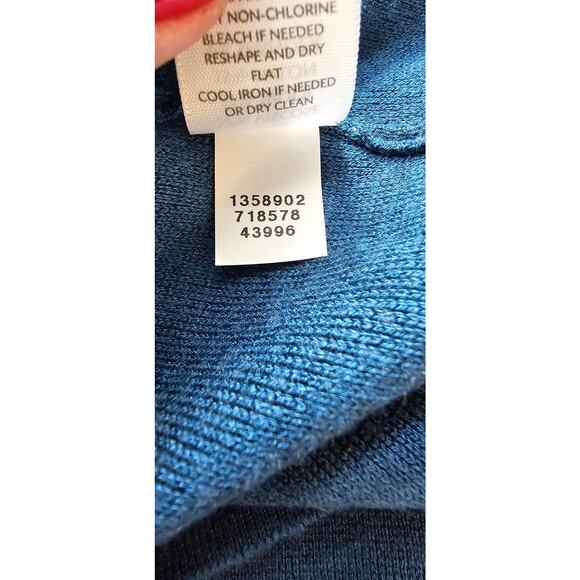 NON-CHLORINE
BLEACH IF NEEDED
RESHAPE AND DRY
FLAT
COOL IRON IF NEEDED
OR DRY CLEAN
1358902
718578
43996